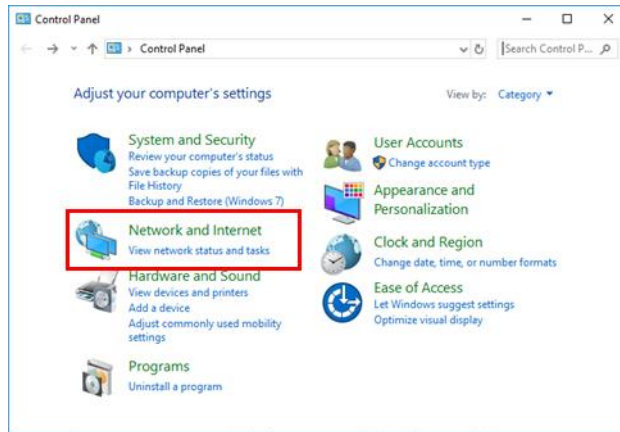 Control Panel
Control Panel
Search Control P...
Adjust your computer's settings
View by: Category
System and Security
Review your computer's status
Save backup copies of your files with
File History
Backup and Restore (Windows 7)
Network and Internet
View network status and tasks
Hardware and Sound
View devices and printers
Add a device
Adjust commonly used mobility
settings
Programs
Uninstall a program
User Accounts
Change account type
Appearance and
Personalization
Clock and Region
Change date, time, or number formats
Ease of Access
Let Windows suggest settings
Optimize visual display